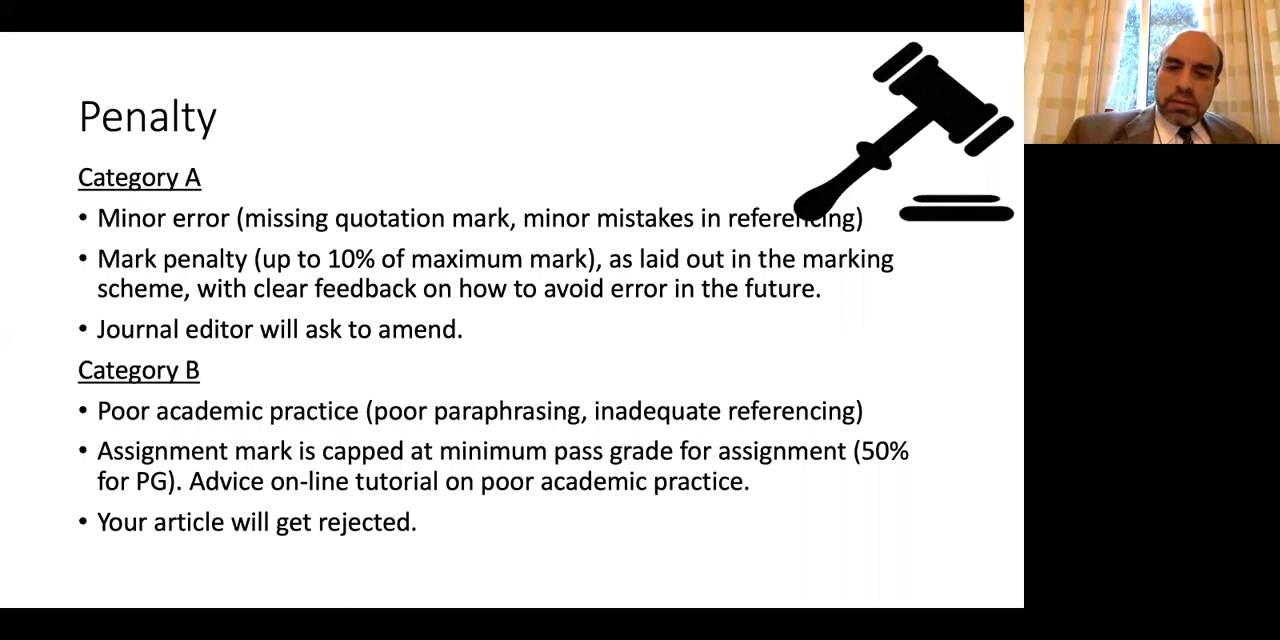 Penalty
Category A
• Minor error (missing quotation mark, minor mistakes in referencing)
• Mark penalty (up to 10% of maximum mark), as laid out in the marking
scheme, with clear feedback on how to avoid error in the future.
• Journal editor will ask to amend.
Category B
• Poor academic practice (poor paraphrasing, inadequate referencing)
• Assignment mark is capped at minimum pass grade for assignment (50%
for PG). Advice on-line tutorial on poor academic practice.
• Your article will get rejected.